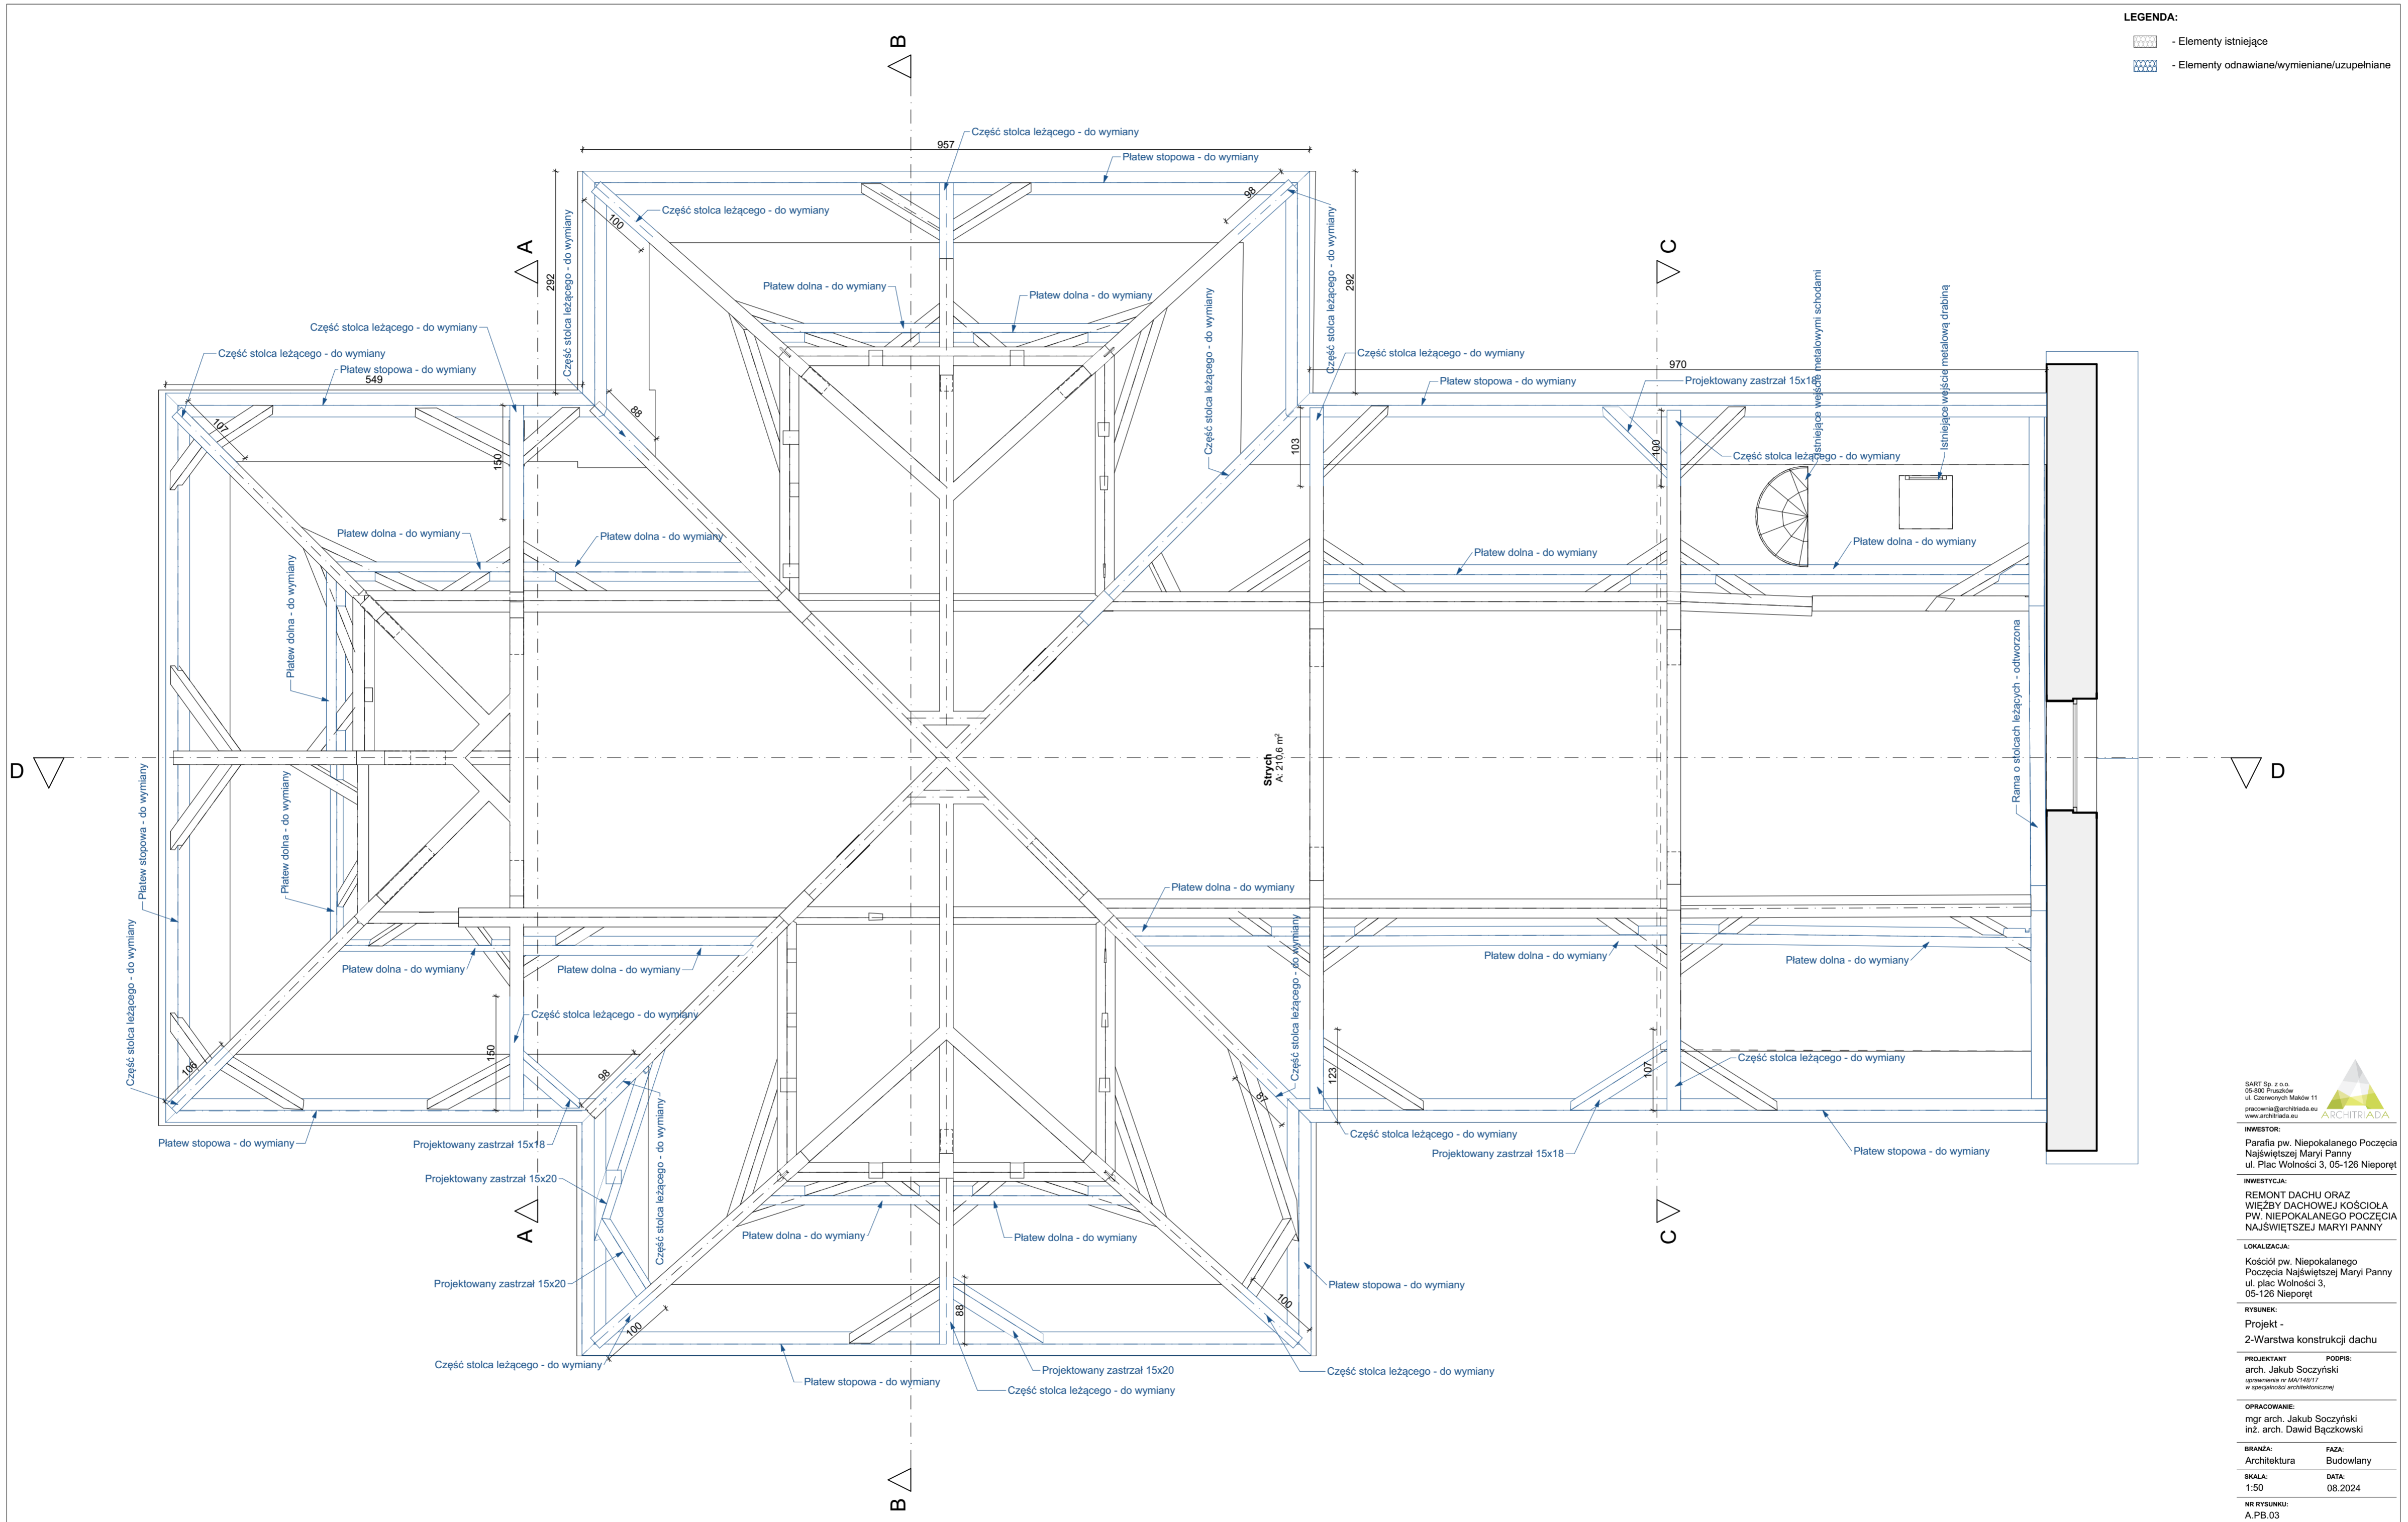 LEGENDA:
- Elementy istniejące
- Elementy odnawiane/wymieniane/uzupełniane
B
Część stolca leżącego - do wymiany
957
Płatew stopowa - do wymiany
98
Część stolca leżącego - do wymiany
100
292
Część stolca leżącego - do wymiany
A
Część stolca leżącego - do wymiany
292
C
Płatew dolna - do wymiany
Płatew dolna - do wymiany
Część stolca leżącego - do wymiany
Istniejące wejście metalowymi schodami
Istniejące wejście metalową drabiną
Część stolca leżącego - do wymiany
Część stolca leżącego - do wymiany
Płatew stopowa - do wymiany
549
Część stolca leżącego - do wymiany
970
Płatew stopowa - do wymiany
Projektowany zastrzał 15x18
107
88
150
103
100
Część stolca leżącego - do wymiany
Płatew dolna - do wymiany
Płatew dolna - do wymiany
Płatew dolna - do wymiany
Płatew dolna - do wymiany
Płatew dolna - do wymiany
Rama o stolcach leżących - odtworzona
D
Strych
A: 210,6 m²
D
Płatew stopowa - do wymiany
Płatew dolna - do wymiany
Płatew dolna - do wymiany
Część stolca leżącego - do wymiany
Płatew dolna - do wymiany
Płatew dolna - do wymiany
Część stolca leżącego - do wymiany
Płatew dolna - do wymiany
Płatew dolna - do wymiany
Część stolca leżącego - do wymiany
150
106
98
87
123
107
Część stolca leżącego - do wymiany
Część stolca leżącego - do wymiany
Płatew stopowa - do wymiany
Projektowany zastrzał 15x18
Część stolca leżącego - do wymiany
Projektowany zastrzał 15x18
Płatew stopowa - do wymiany
Projektowany zastrzał 15x20
A
Płatew dolna - do wymiany
Płatew dolna - do wymiany
C
Projektowany zastrzał 15x20
Płatew stopowa - do wymiany
100
88
100
Część stolca leżącego - do wymiany
Projektowany zastrzał 15x20
Część stolca leżącego - do wymiany
Płatew stopowa - do wymiany
Część stolca leżącego - do wymiany
B
SART Sp. z o.o.
05-800 Pruszków
ul. Czerwonych Maków 11
pracownia@architriada.eu
www.architriada.eu
ARCHITRIADA
INWESTOR:
Parafia pw. Niepokalanego Poczęcia
Najświętszej Maryi Panny
ul. Plac Wolności 3, 05-126 Nieporęt
INWESTYCJA:
REMONT DACHU ORAZ
WIĘŹBY DACHOWEJ KOŚCIOŁA
PW. NIEPOKALANEGO POCZĘCIA
NAJŚWIĘTSZEJ MARYI PANNY
LOKALIZACJA:
Kościół pw. Niepokalanego
Poczęcia Najświętszej Maryi Panny
ul. plac Wolności 3,
05-126 Nieporęt
RYSUNEK:
Projekt -
2-Warstwa konstrukcji dachu
PROJEKTANT PODPIS:
arch. Jakub Soczyński
uprawnienia nr MA/148/17
w specjalności architektonicznej
OPRACOWANIE:
mgr arch. Jakub Soczyński
inż. arch. Dawid Bączkowski
BRANŻA: FAZA:
Architektura Budowlany
SKALA: DATA:
1:50 08.2024
NR RYSUNKU:
A.PB.03